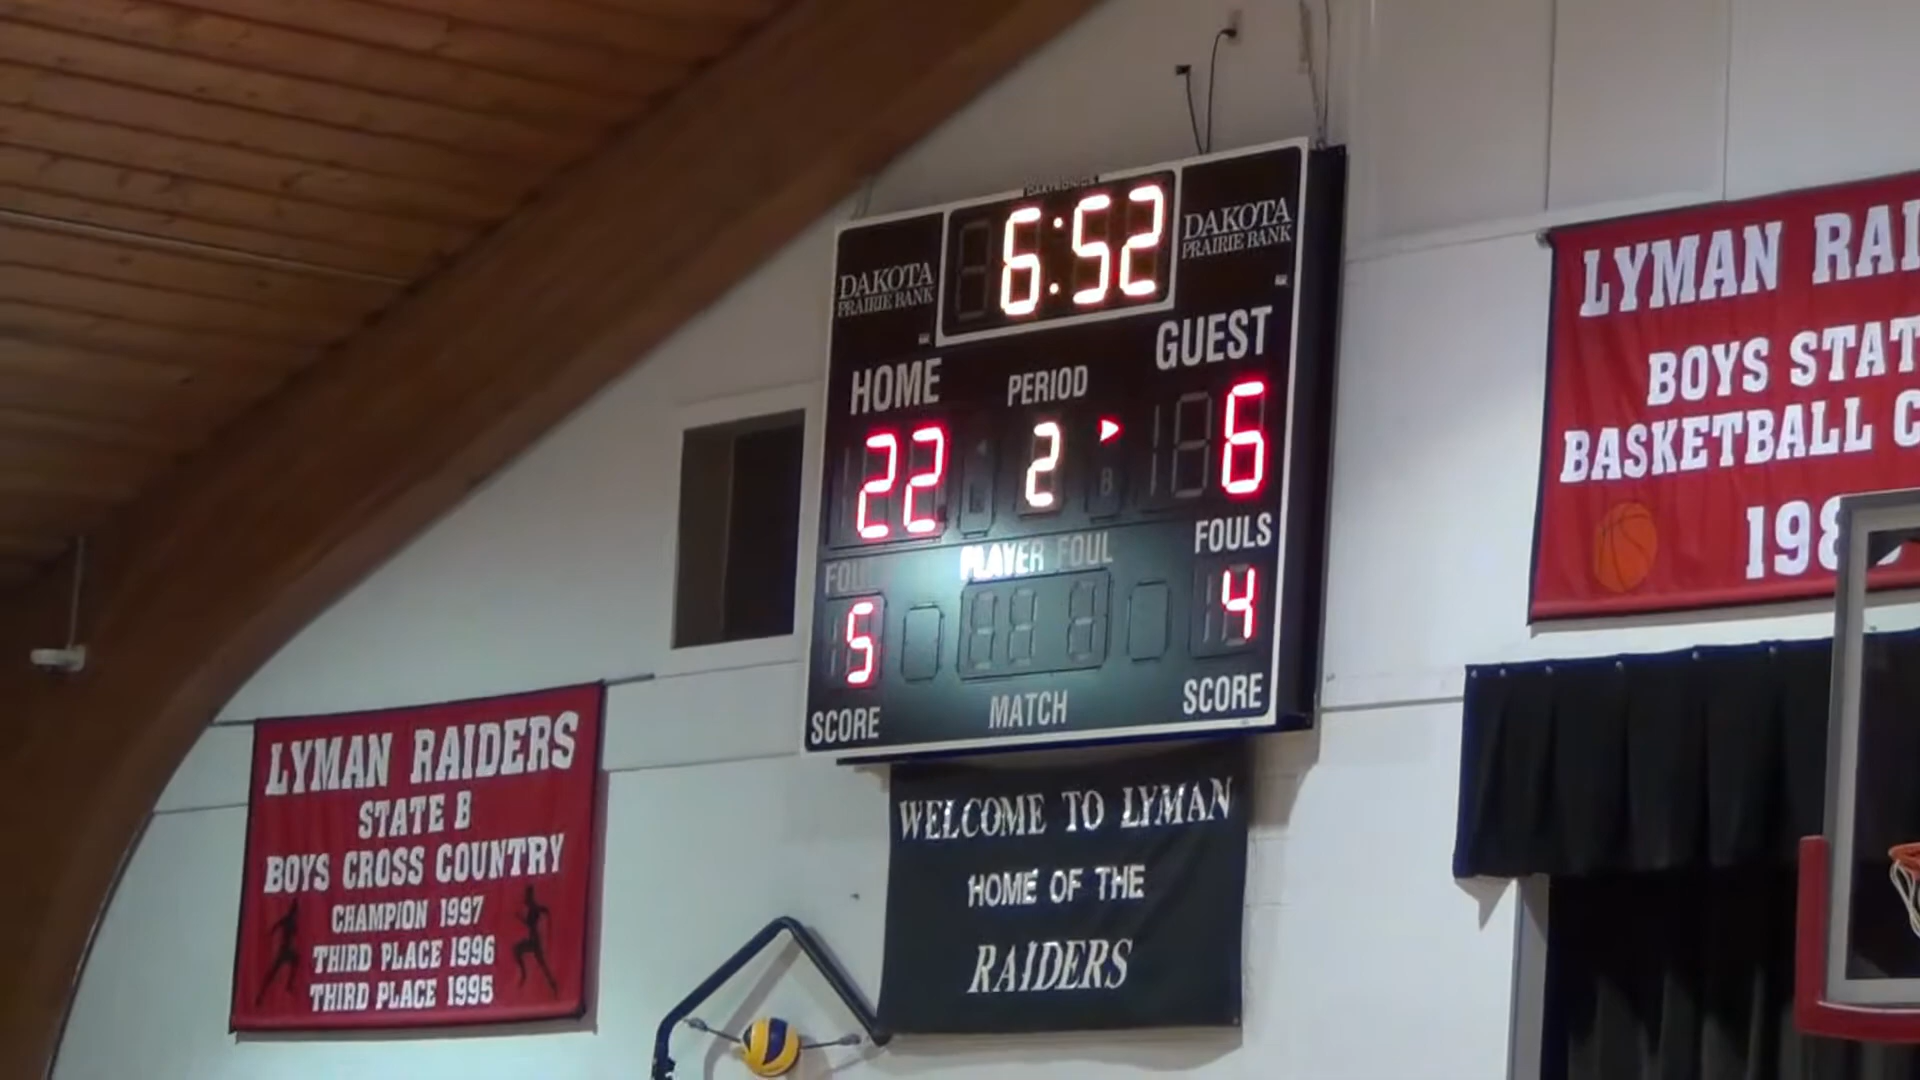 DAKTRONICS
6:52
DAKOTA
PRAIRIE BANK
DAKOTA
PRAIRIE BANK
HOME
PERIOD
GUEST
22
2
6
PLAYER FOUL
FOULS
5
4
SCORE
MATCH
SCORE
WELCOME TO LYMAN
HOME OF THE
RAIDERS
LYMAN RAIDERS
STATE B
BOYS CROSS COUNTRY
CHAMPION 1997
THIRD PLACE 1996
THIRD PLACE 1995
LYMAN RAI
BOYS STAT
BASKETBALL C
198